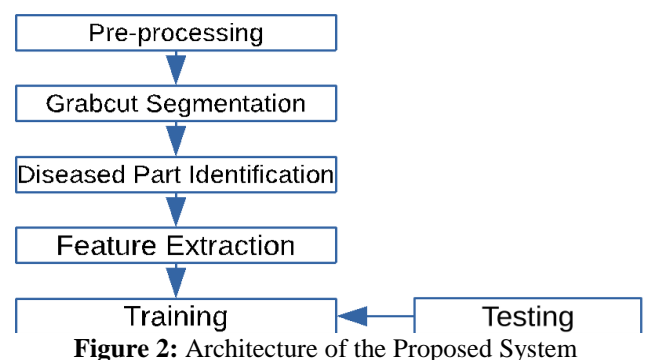 Pre-processing
Grabcut Segmentation
Diseased Part Identification
Feature Extraction
Training
Testing
Figure 2: Architecture of the Proposed System